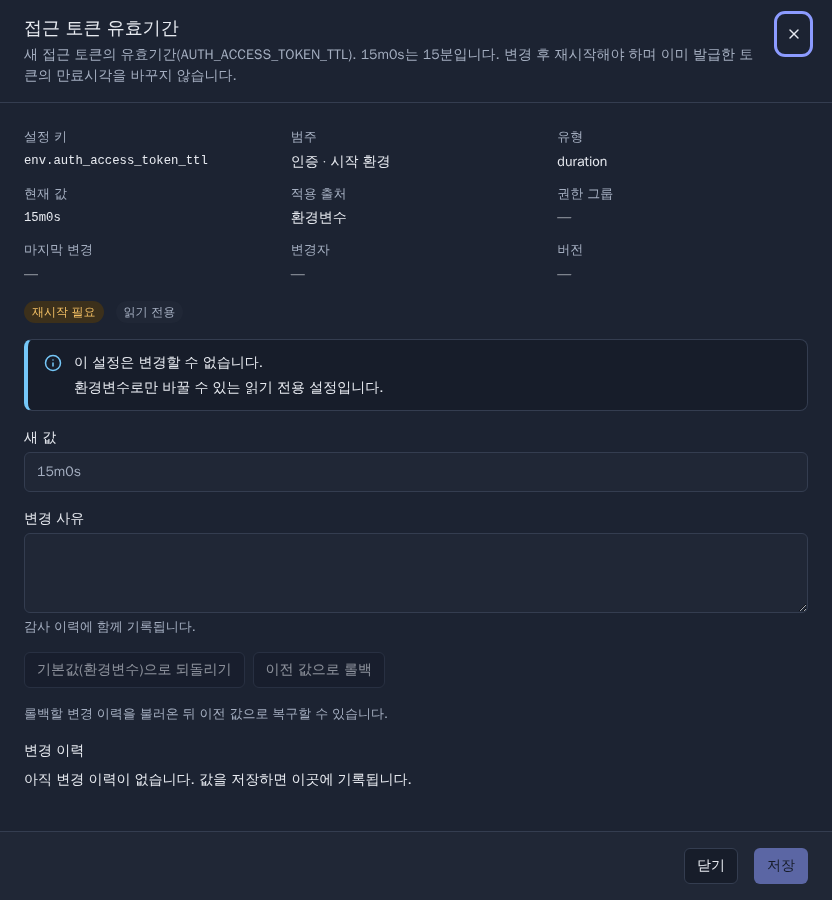 접근 토큰 유효기간
새 접근 토큰의 유효기간(AUTH_ACCESS_TOKEN_TTL). 15m0s는 15분입니다. 변경 후 재시작해야 하며 이미 발급한 토
큰의 만료시각을 바꾸지 않습니다.
설정 키
범주
유형
env.auth_access_token_ttl
인증 · 시작 환경
duration
현재 값
적용 출처
권한 그룹
15m0s
환경변수
—
마지막 변경
변경자
버전
—
—
—
재시작 필요
읽기 전용
이 설정은 변경할 수 없습니다.
환경변수로만 바꿀 수 있는 읽기 전용 설정입니다.
새 값
15m0s
변경 사유
감사 이력에 함께 기록됩니다.
기본값(환경변수)으로 되돌리기
이전 값으로 롤백
롤백할 변경 이력을 불러온 뒤 이전 값으로 복구할 수 있습니다.
변경 이력
아직 변경 이력이 없습니다. 값을 저장하면 이곳에 기록됩니다.
닫기
저장